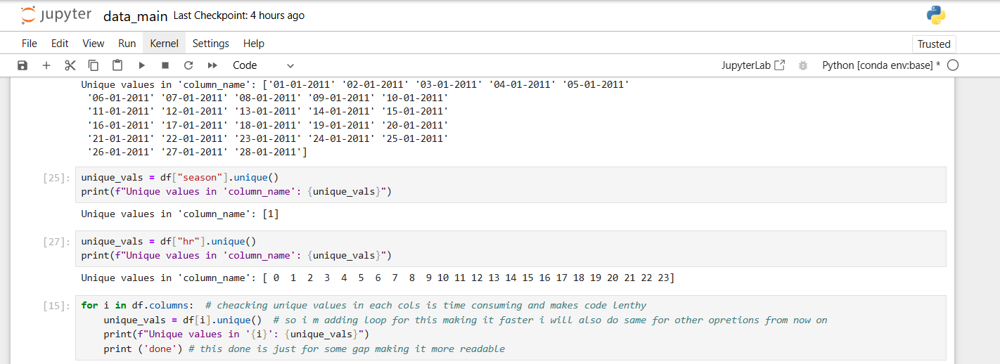 jupyter data_main Last Checkpoint: 4 hours ago
File Edit View Run Kernel Settings Help Trusted
Code JupyterLab Python [conda env:base] *
Unique values in 'column_name': ['01-01-2011' '02-01-2011' '03-01-2011' '04-01-2011' '05-01-2011'
'06-01-2011' '07-01-2011' '08-01-2011' '09-01-2011' '10-01-2011'
'11-01-2011' '12-01-2011' '13-01-2011' '14-01-2011' '15-01-2011'
'16-01-2011' '17-01-2011' '18-01-2011' '19-01-2011' '20-01-2011'
'21-01-2011' '22-01-2011' '23-01-2011' '24-01-2011' '25-01-2011'
'26-01-2011' '27-01-2011' '28-01-2011']
[25]: unique_vals = df["season"].unique()
print(f"Unique values in 'column_name': {unique_vals}")
Unique values in 'column_name': [1]
[27]: unique_vals = df["hr"].unique()
print(f"Unique values in 'column_name': {unique_vals}")
Unique values in 'column_name': [ 0 1 2 3 4 5 6 7 8 9 10 11 12 13 14 15 16 17 18 19 20 21 22 23]
[15]: for i in df.columns: # cheacking unique values in each cols is time consuming and makes code lenthy
unique_vals = df[i].unique() # so i m adding loop for this making it faster i will also do same for other opretions from now on
print(f"Unique values in '{i}': {unique_vals}")
print ('done') # this done is just for some gap making it more readable